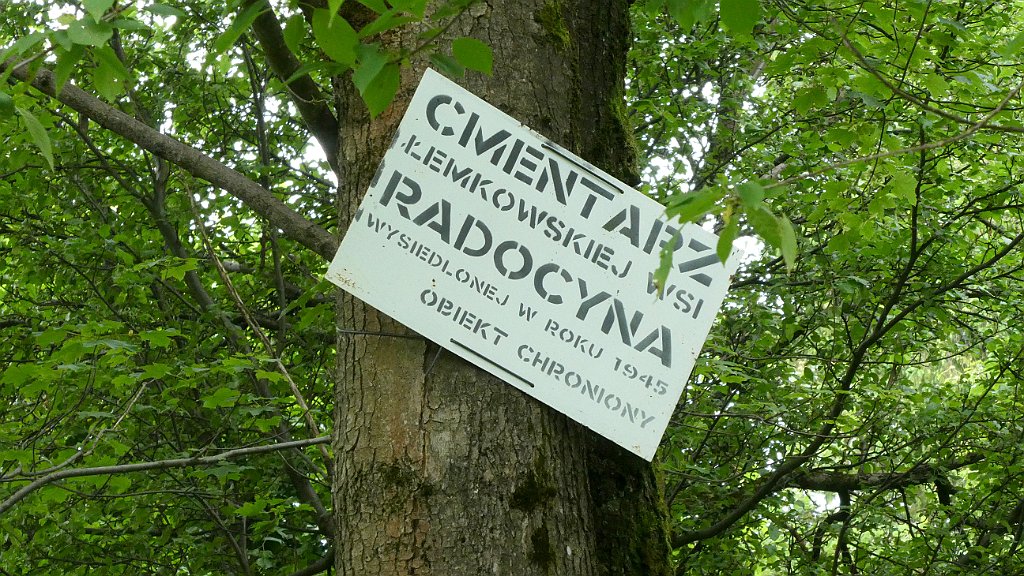 CMENTARZ
ŁEMKOWSKIEJ WSI
RADOCYNA
WYSIEDLONEJ W ROKU 1945
OBIEKT CHRONIONY